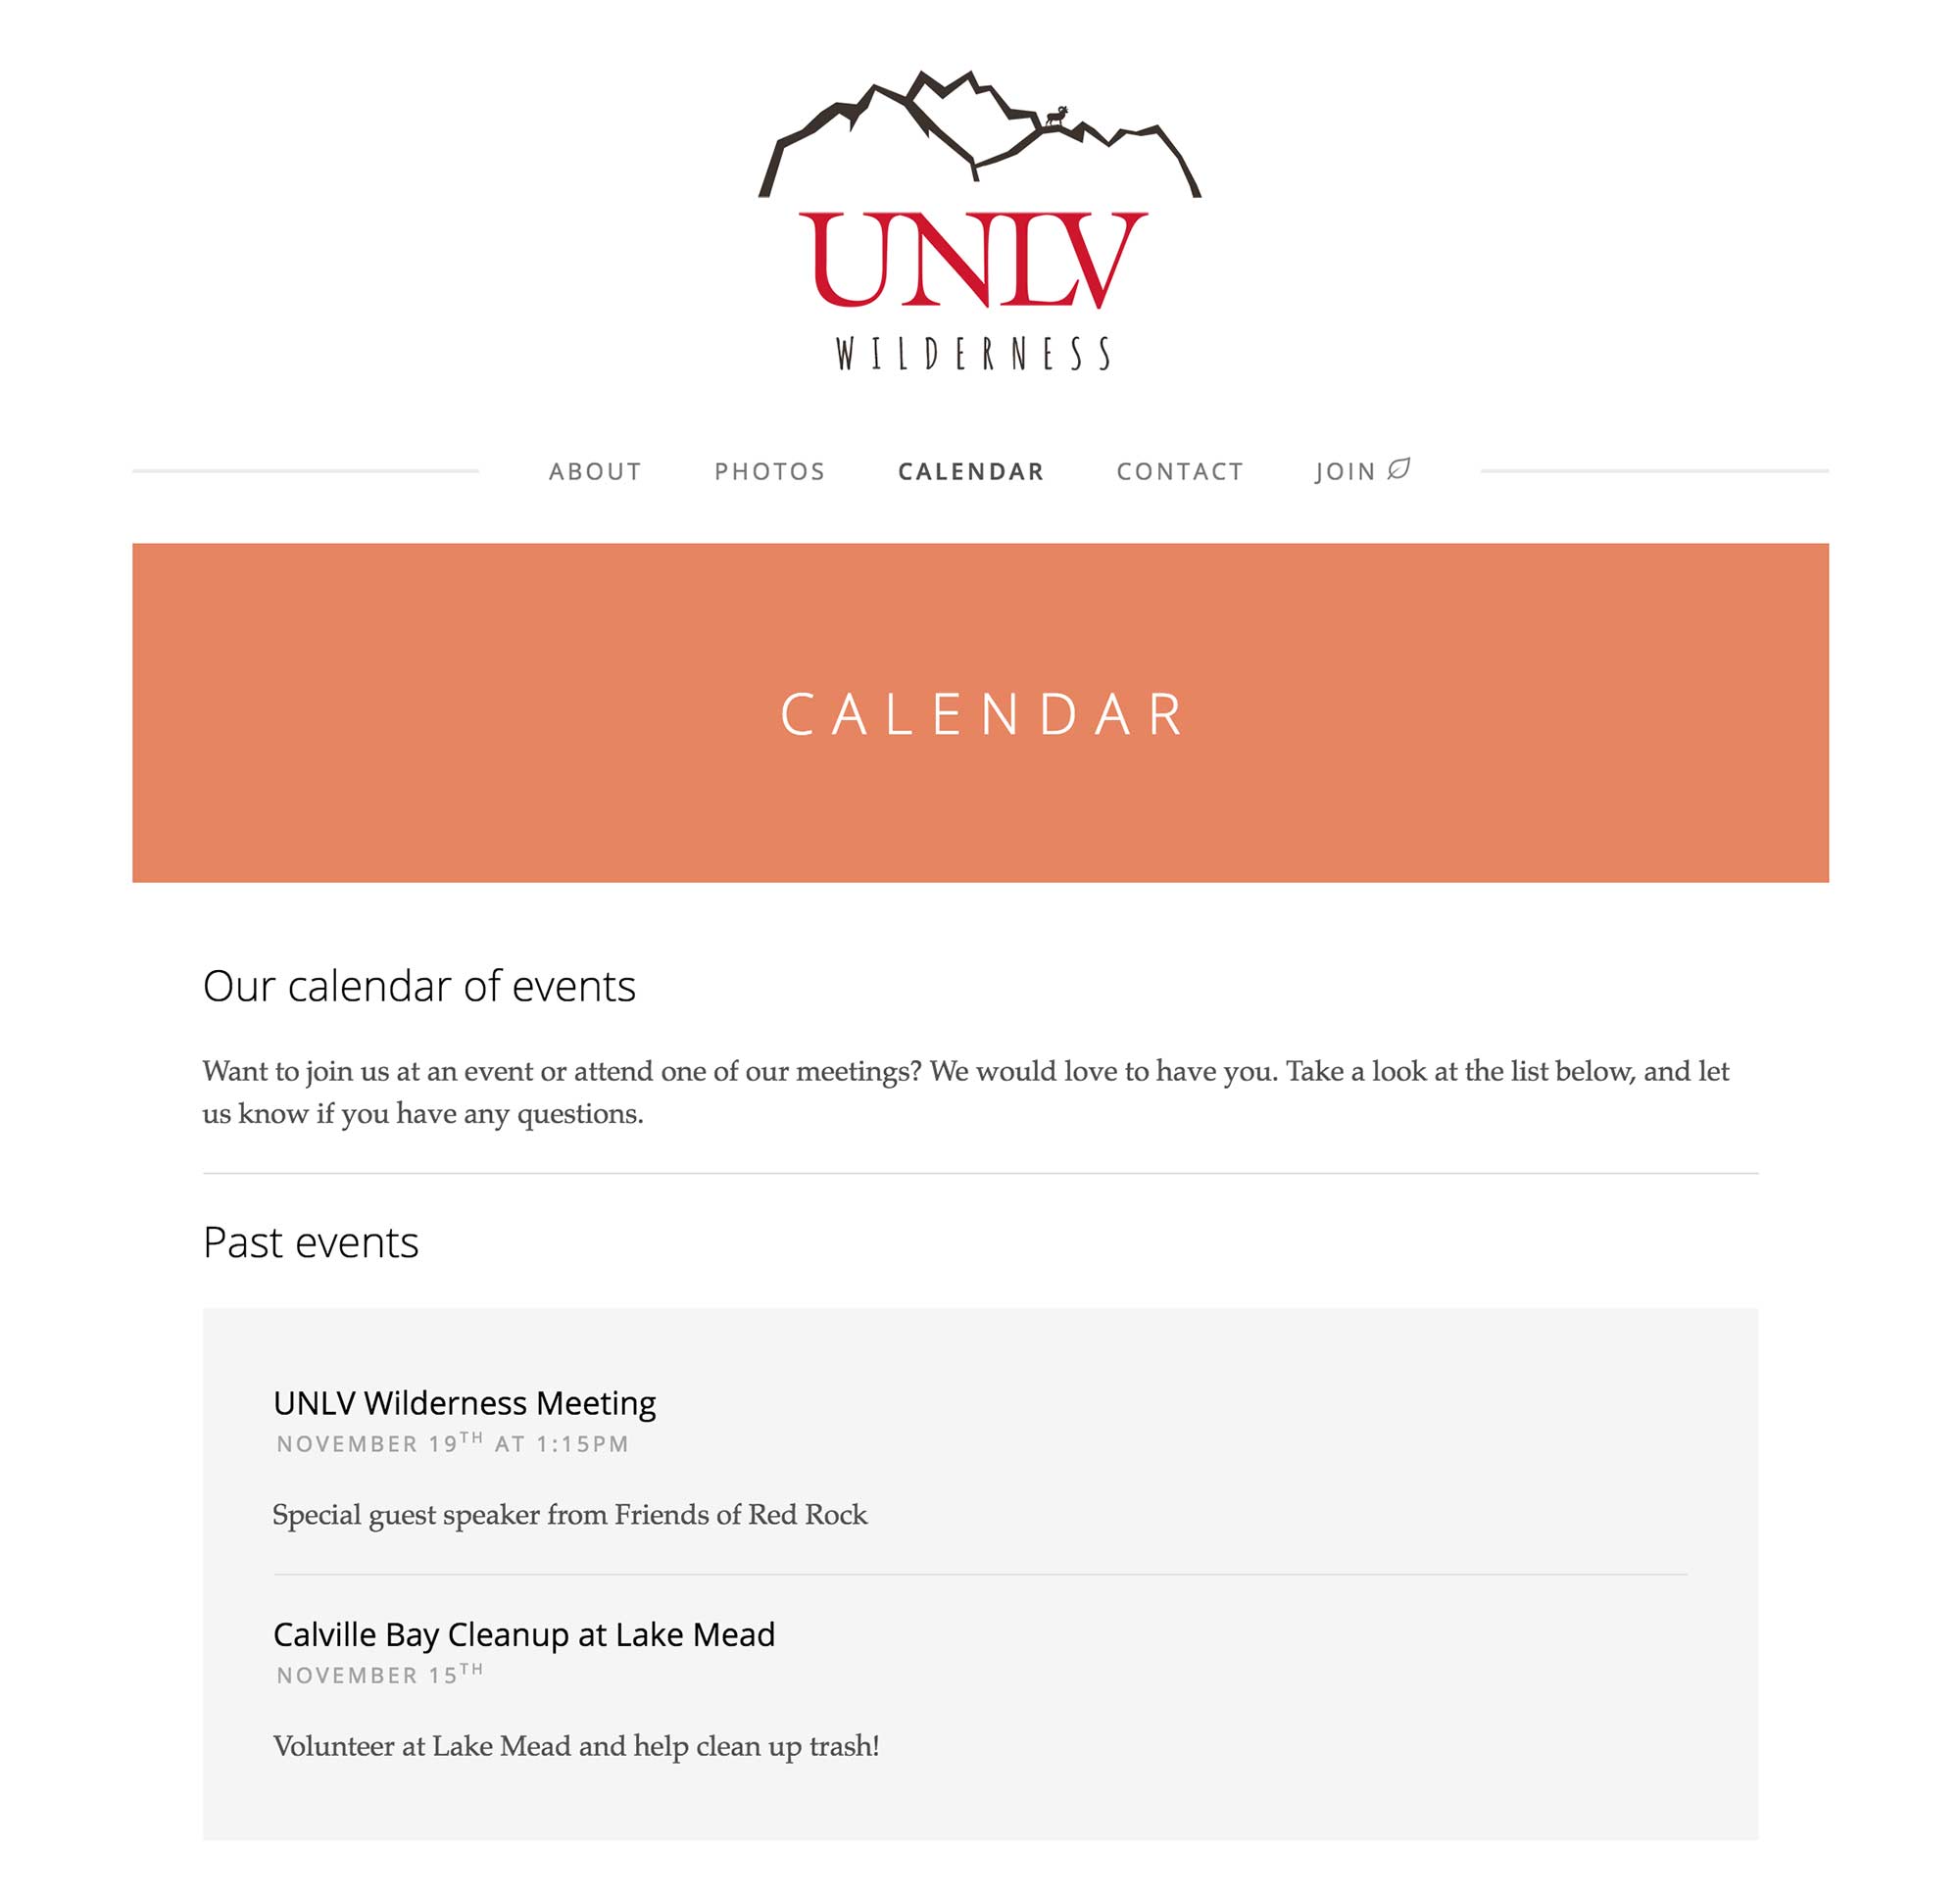 UNLV
WILDERNESS
ABOUT PHOTOS CALENDAR CONTACT JOIN
CALENDAR
Our calendar of events
Want to join us at an event or attend one of our meetings? We would love to have you. Take a look at the list below, and let
us know if you have any questions.
Past events
UNLV Wilderness Meeting
NOVEMBER 19TH AT 1:15PM
Special guest speaker from Friends of Red Rock
Calville Bay Cleanup at Lake Mead
NOVEMBER 15TH
Volunteer at Lake Mead and help clean up trash!